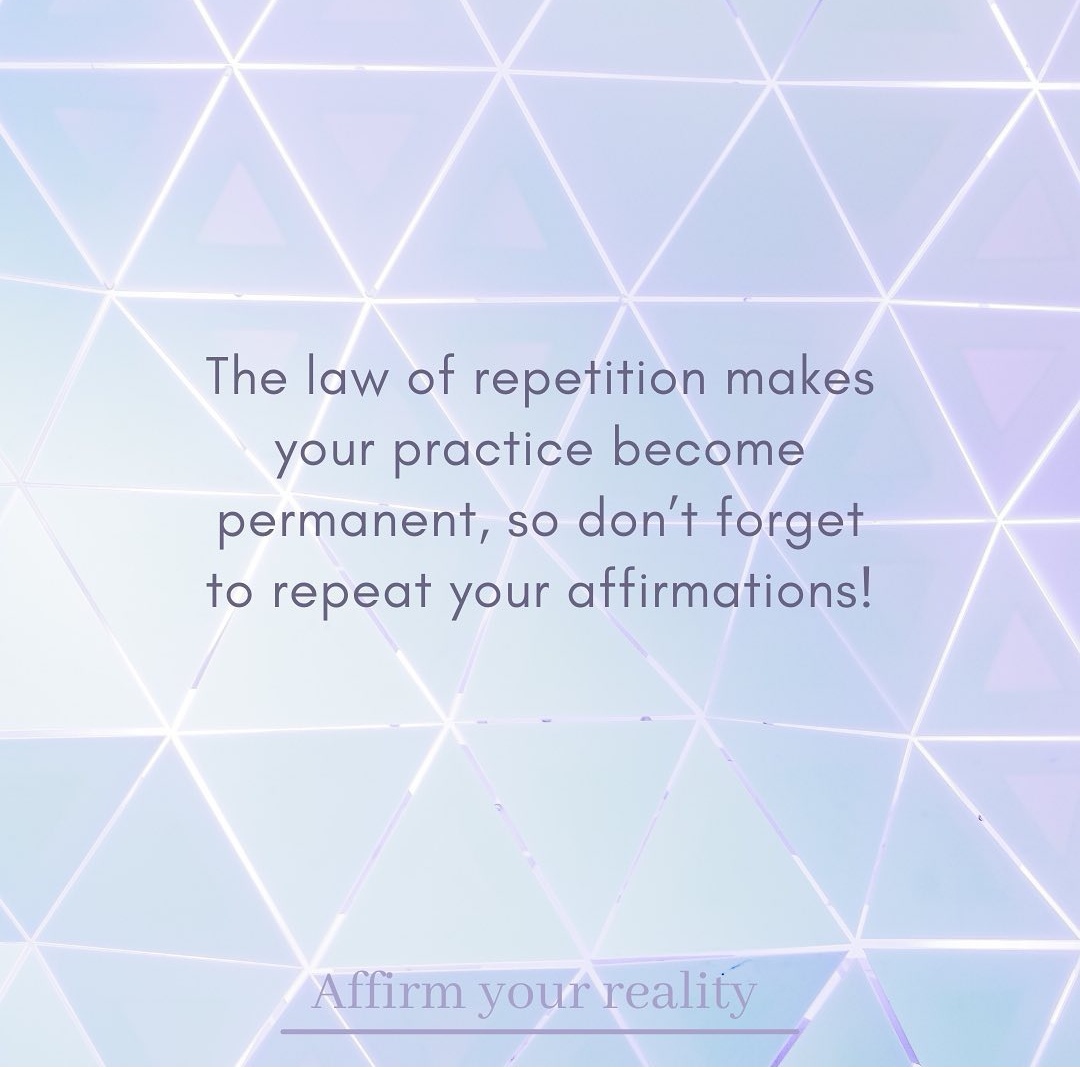 The law of repetition makes
your practice become
permanent, so don’t forget
to repeat your affirmations!
Affirm your reality